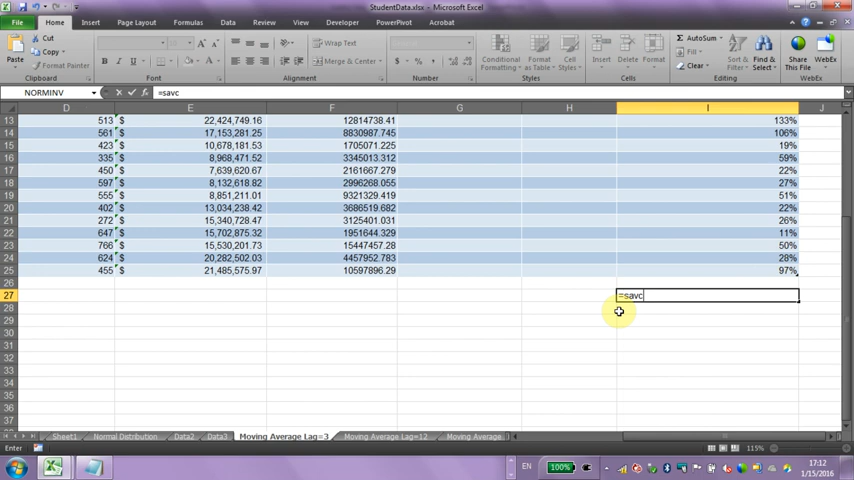 StudentData.xlsx - Microsoft Excel
File Home Insert Page Layout Formulas Data Review View Developer PowerPivot Acrobat
Cut
Copy
Format Painter
Paste
Clipboard
B I U
Font
Wrap Text
Merge & Center
Alignment
$ % ,
Number
Conditional Formatting
Format as Table
Cell Styles
Styles
Insert Delete Format
Cells
AutoSum
Fill
Clear
Sort & Filter
Find & Select
Editing
Share This File
WebEx
WebEx
NORMINV fx =savc
D E F G H I J
13 513 $ 22,424,749.16 12814738.41 133%
14 561 $ 17,153,281.25 8830987.745 106%
15 423 $ 10,678,181.53 1705071.225 19%
16 335 $ 8,968,471.52 3345013.312 59%
17 450 $ 7,639,620.67 2161667.279 22%
18 597 $ 8,132,618.82 2996268.055 27%
19 555 $ 8,851,211.01 9321329.419 51%
20 402 $ 13,034,238.42 3686519.682 22%
21 272 $ 15,340,728.47 3125401.031 26%
22 647 $ 15,702,875.32 1951644.329 11%
23 766 $ 15,530,201.73 15447457.28 50%
24 624 $ 20,282,502.03 4457952.783 28%
25 455 $ 21,485,575.97 10597896.29 97%
26
27 =savc
28
29
30
31
32
33
34
35
36
37
Sheet1 Normal Distribution Data2 Data3 Moving Average Lag=3 Moving Average Lag=12 Moving Average
Enter 115%
EN 100% 17:12
1/15/2016